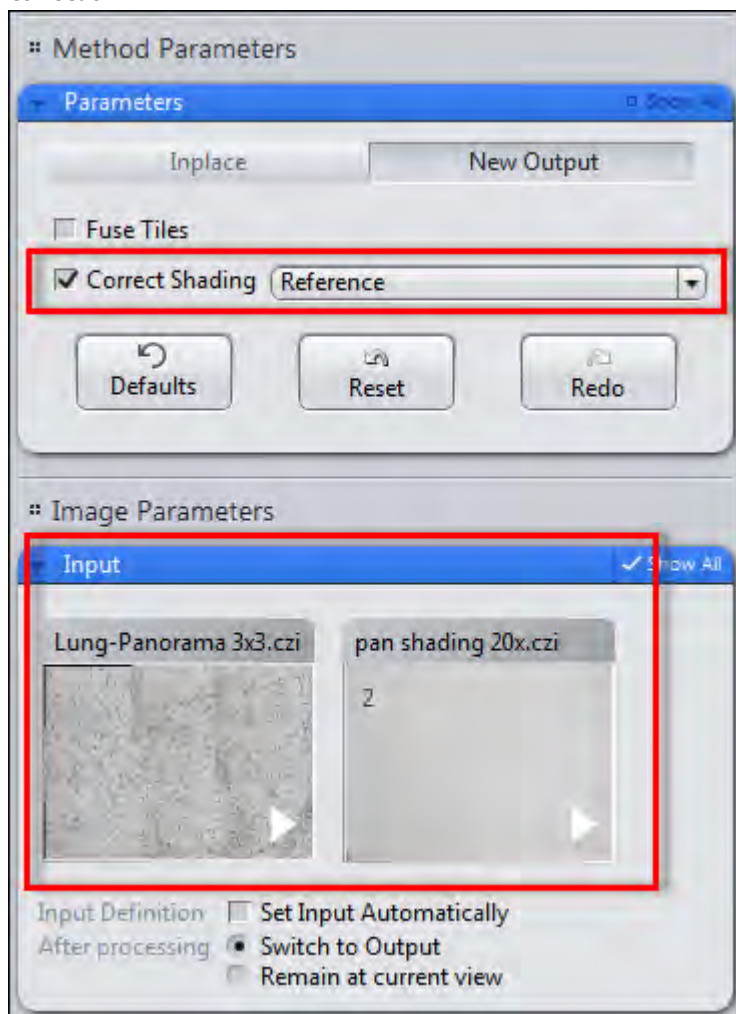 Method Parameters
Parameters Show All
Inplace New Output
Fuse Tiles
Correct Shading Reference
Defaults Reset Redo
Image Parameters
Input Show All
Lung-Panorama 3x3.czi pan shading 20x.czi
2
Input Definition Set Input Automatically
After processing Switch to Output
Remain at current view